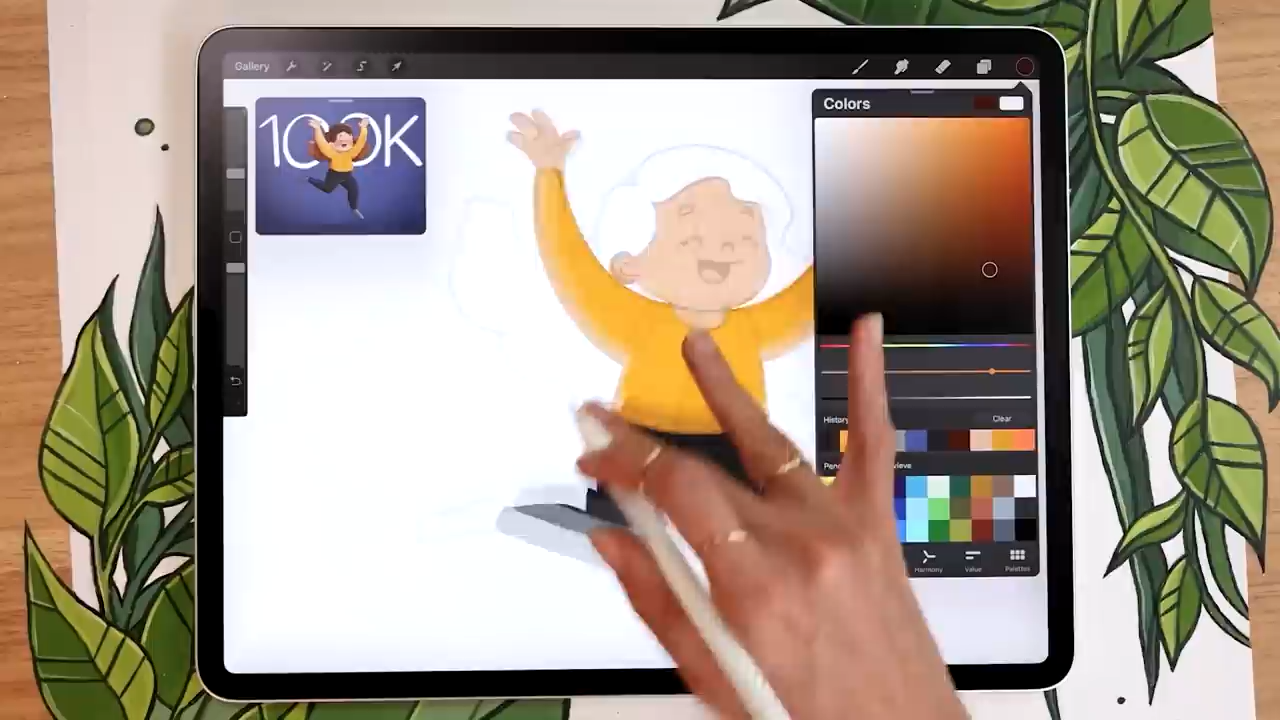 Gallery
Colors
100K
History
Clear
Harmony
Value
Palettes